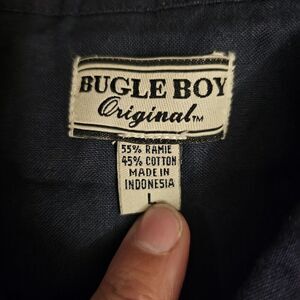 BUGLE BOY
Original™
55% RAMIE
45% COTTON
MADE IN
INDONESIA
L